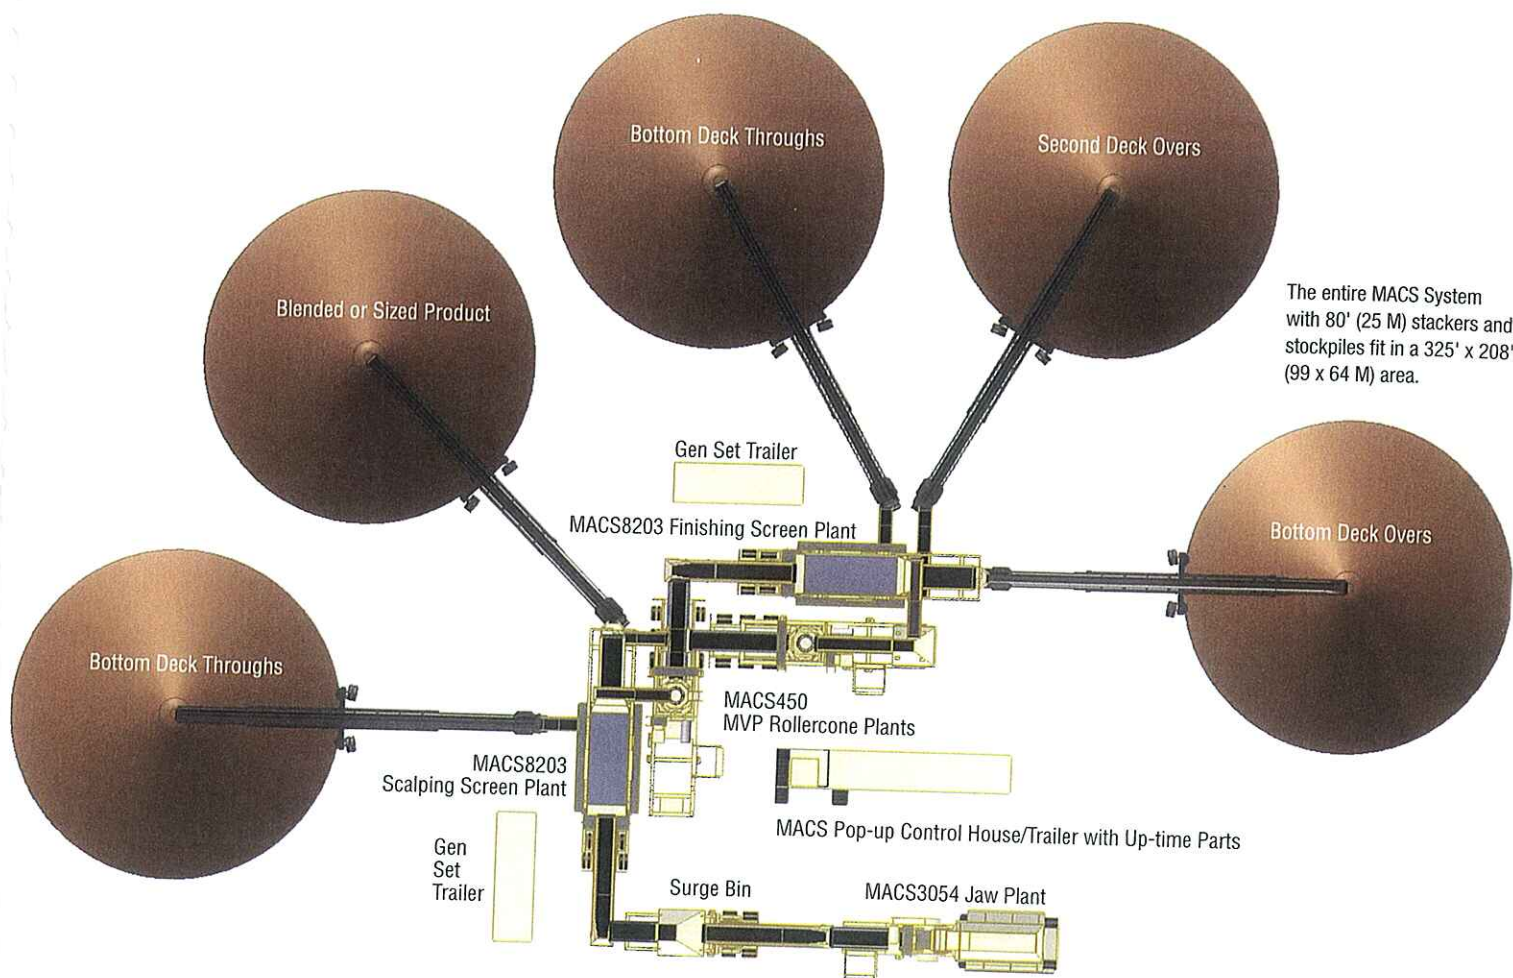 Bottom Deck Throughs
Second Deck Overs
Blended or Sized Product
The entire MACS System
with 80' (25 M) stackers and
stockpiles fit in a 325' x 208'
(99 x 64 M) area.
Gen Set Trailer
MACS8203 Finishing Screen Plant
Bottom Deck Overs
Bottom Deck Throughs
MACS450
MVP Rollercone Plants
MACS8203
Scalping Screen Plant
MACS Pop-up Control House/Trailer with Up-time Parts
Gen
Set
Trailer
Surge Bin
MACS3054 Jaw Plant